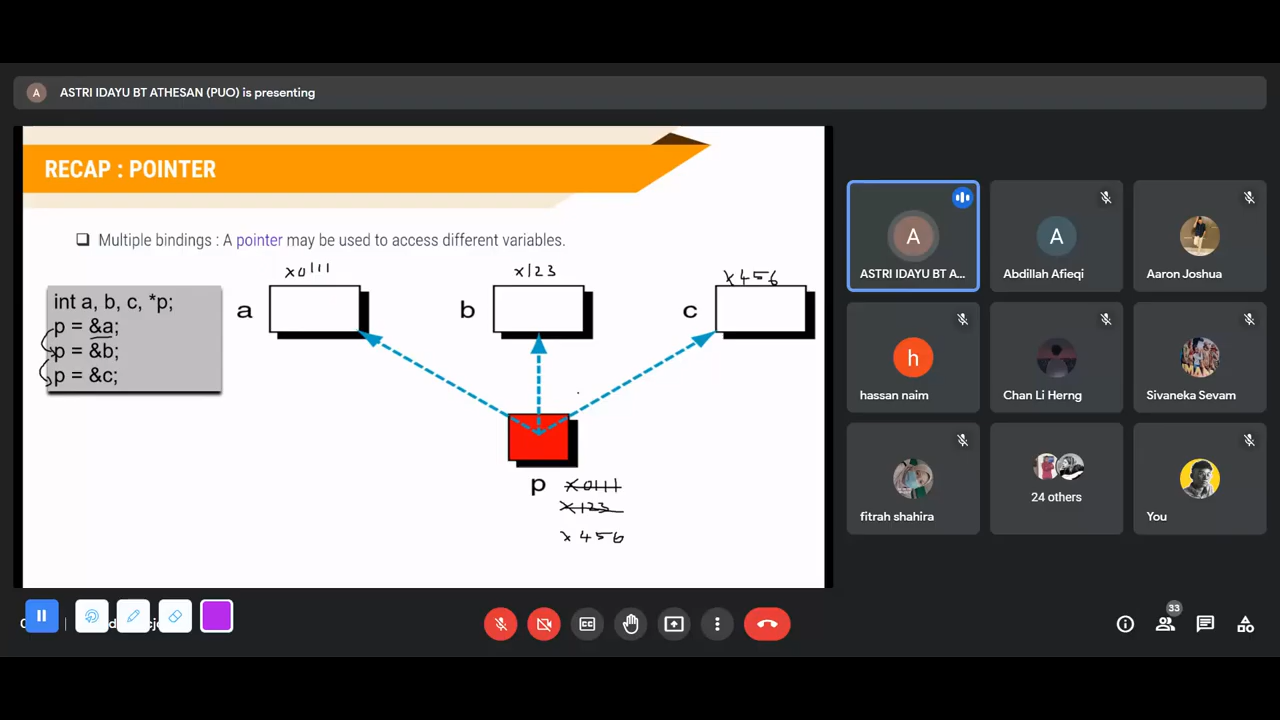 A ASTRI IDAYU BT ATHESAN (PUO) is presenting
RECAP : POINTER
Multiple bindings : A pointer may be used to access different variables.
x0111
x123
x456
int a, b, c, *p;
p = &a;
p = &b;
p = &c;
a
b
c
p
x0111
x123
x456
A
ASTRI IDAYU BT A...
A
Abdillah Afieqi
Aaron Joshua
h
hassan naim
Chan Li Herng
Sivaneka Sevam
fitrah shahira
24 others
You
33